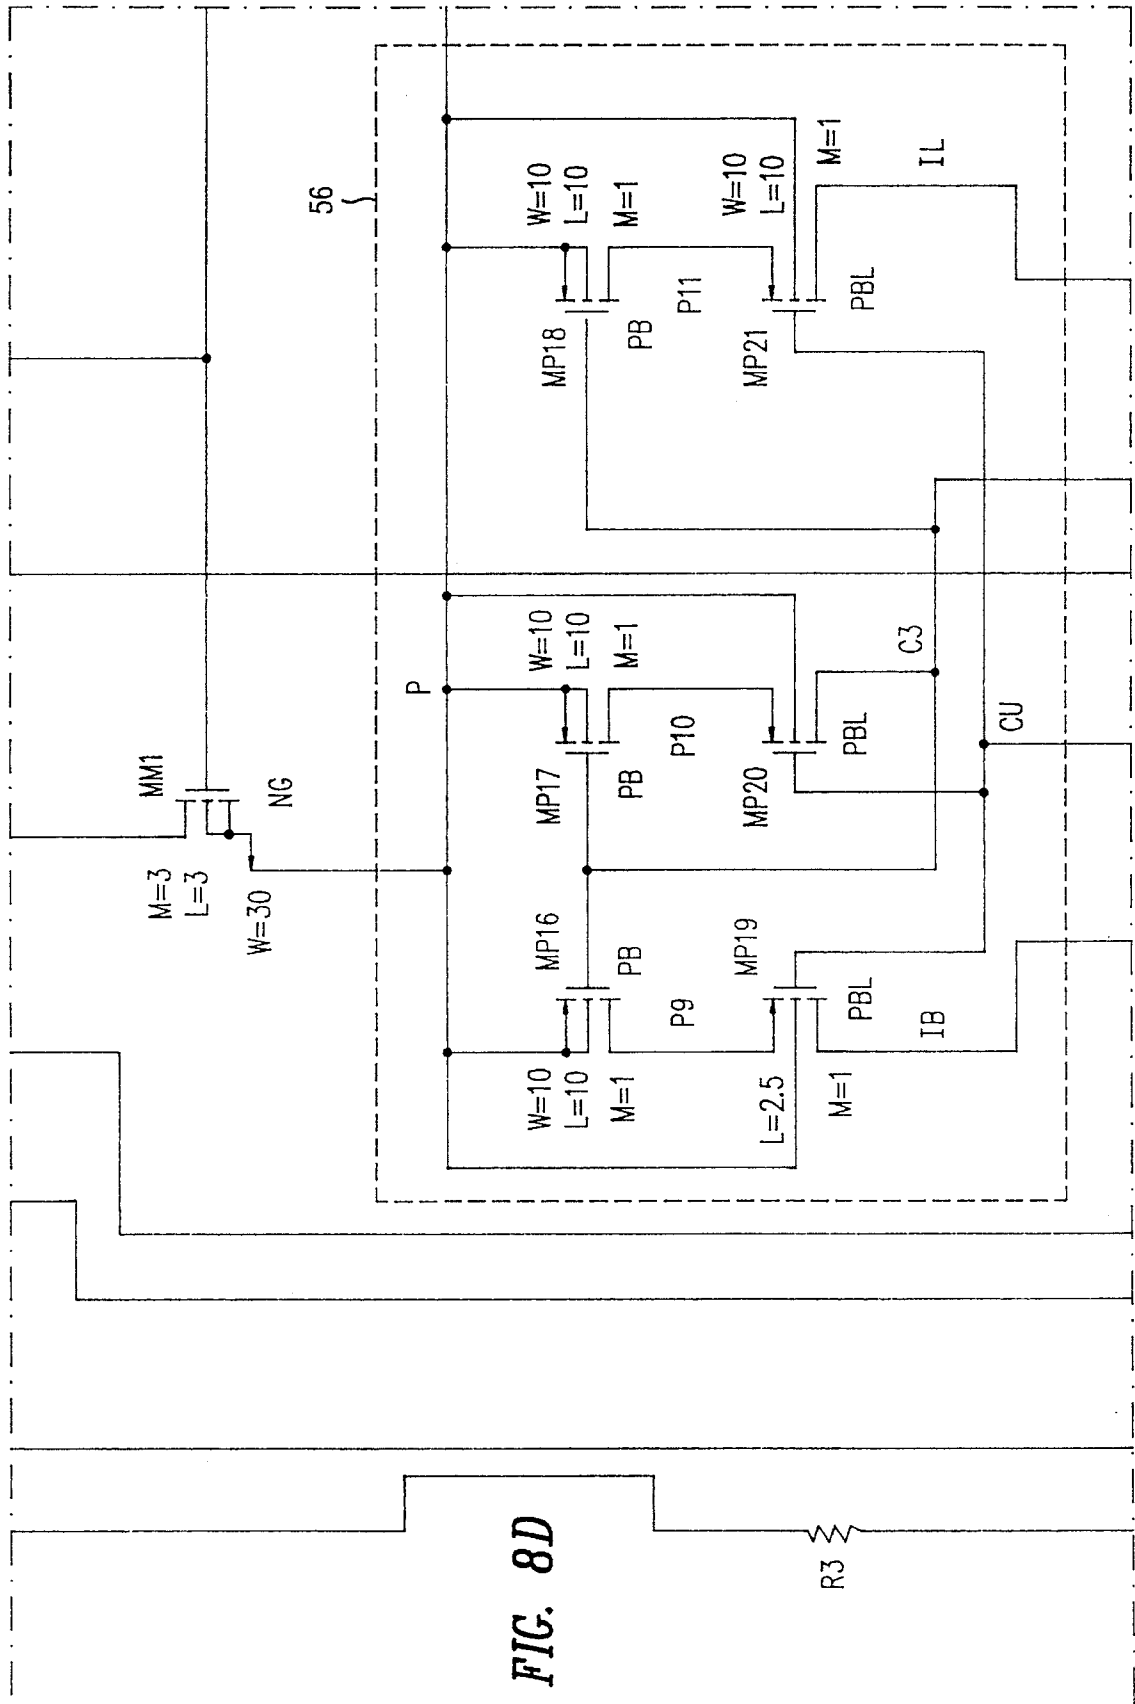 M=3
L=3
W=30
MM1
NG
56
P
W=10
L=10
M=1
MP16
PB
MP17
PB
W=10
L=10
M=1
MP18
PB
W=10
L=10
M=1
P9
P10
P11
L=2.5
M=1
MP19
PBL
MP20
PBL
MP21
PBL
W=10
L=10
M=1
IB
C3
IL
CU
R3
FIG. 8D